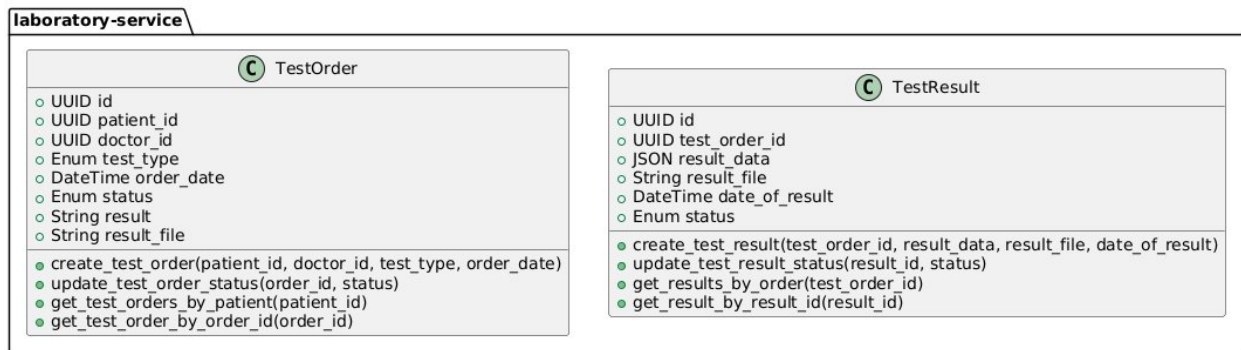 laboratory-service
C TestOrder
UUID id
UUID patient_id
UUID doctor_id
Enum test_type
DateTime order_date
Enum status
String result
String result_file
create_test_order(patient_id, doctor_id, test_type, order_date)
update_test_order_status(order_id, status)
get_test_orders_by_patient(patient_id)
get_test_order_by_order_id(order_id)
C TestResult
UUID id
UUID test_order_id
JSON result_data
String result_file
DateTime date_of_result
Enum status
create_test_result(test_order_id, result_data, result_file, date_of_result)
update_test_result_status(result_id, status)
get_results_by_order(test_order_id)
get_result_by_result_id(result_id)